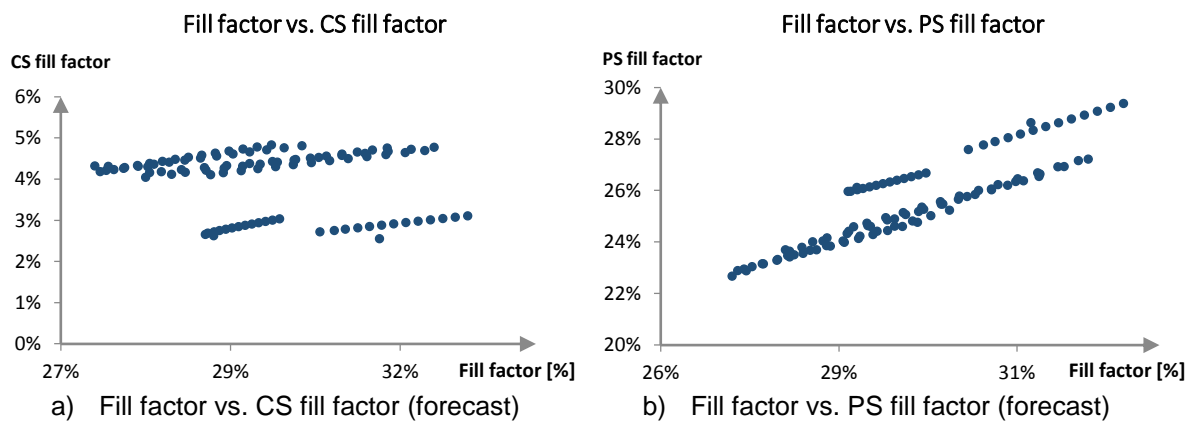 Fill factor vs. CS fill factor
CS fill factor
6%
5%
4%
3%
2%
1%
0%
27%
29%
32%
Fill factor [%]
a) Fill factor vs. CS fill factor (forecast)
Fill factor vs. PS fill factor
PS fill factor
30%
28%
26%
24%
22%
20%
26%
29%
31%
Fill factor [%]
b) Fill factor vs. PS fill factor (forecast)